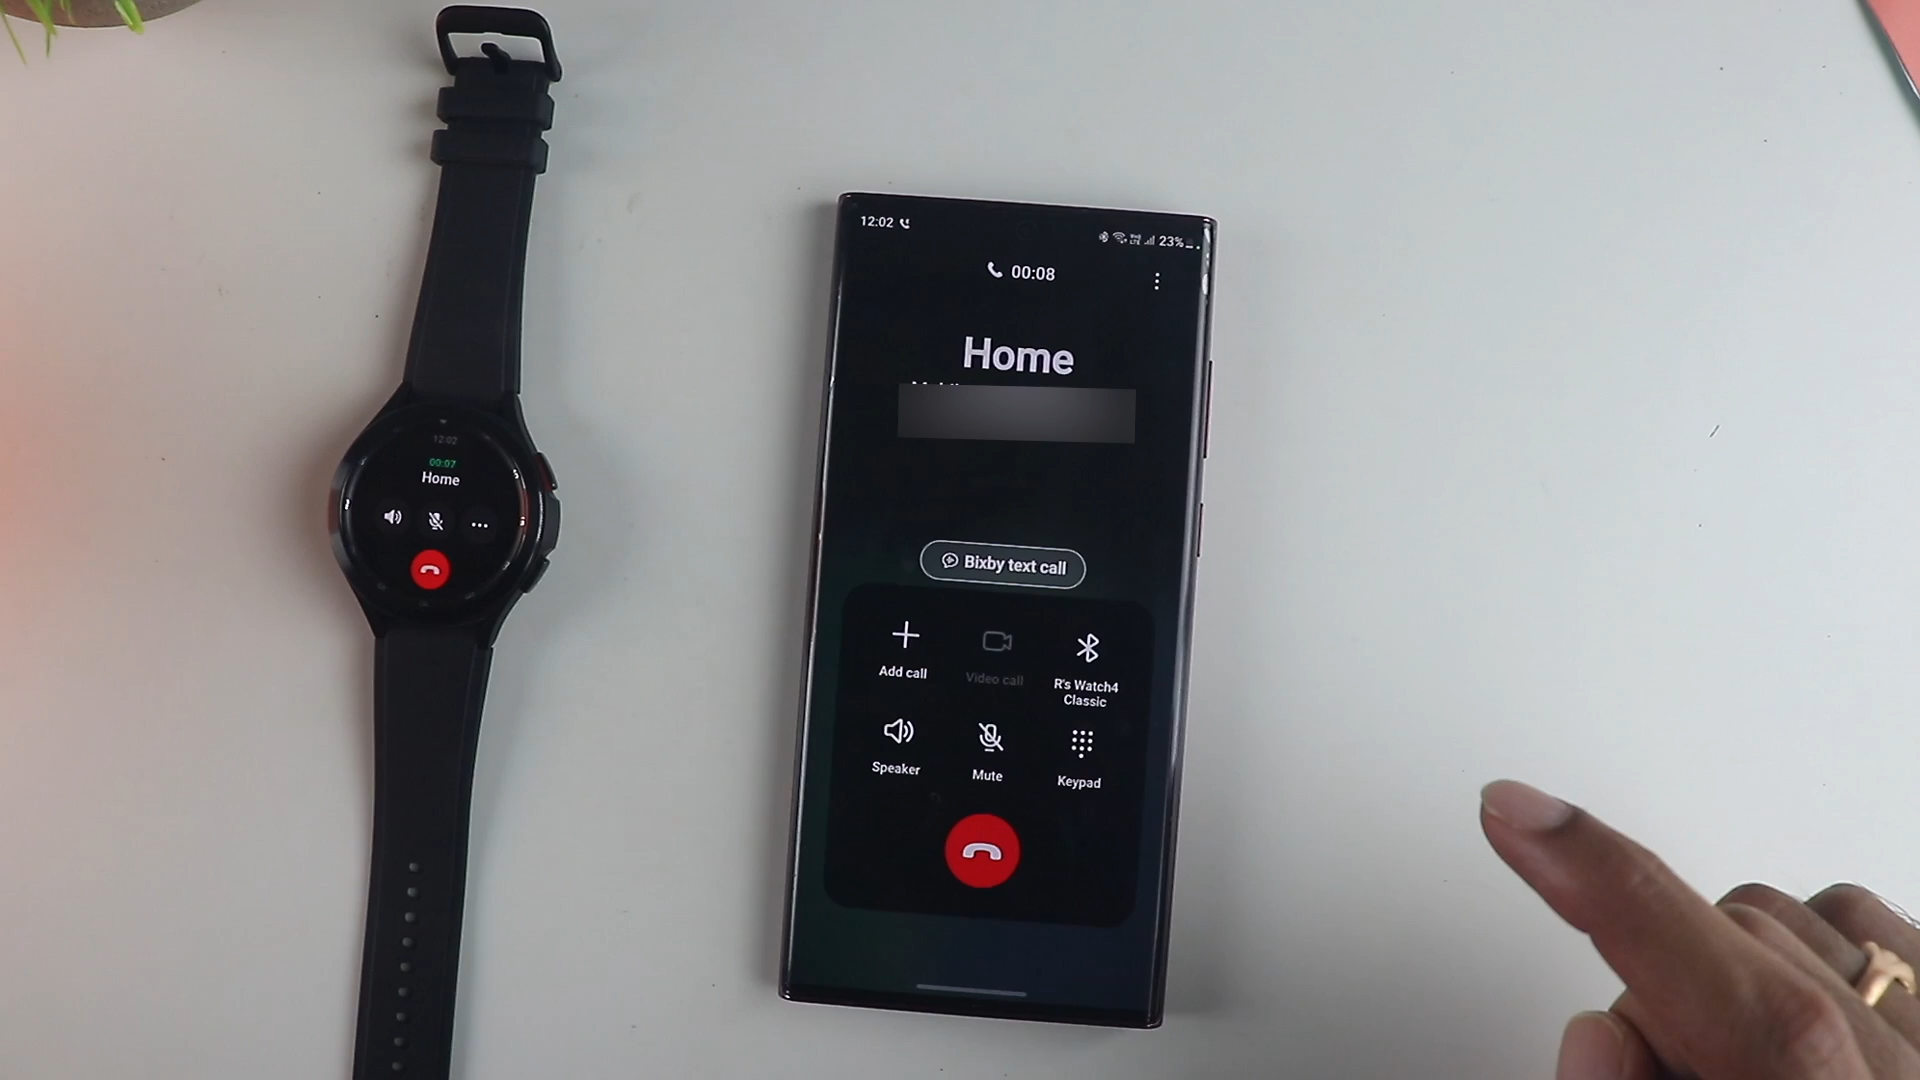 12:02
00:07
Home
12:02
23%
00:08
Home
Bixby text call
Add call
Video call
R's Watch4
Classic
Speaker
Mute
Keypad